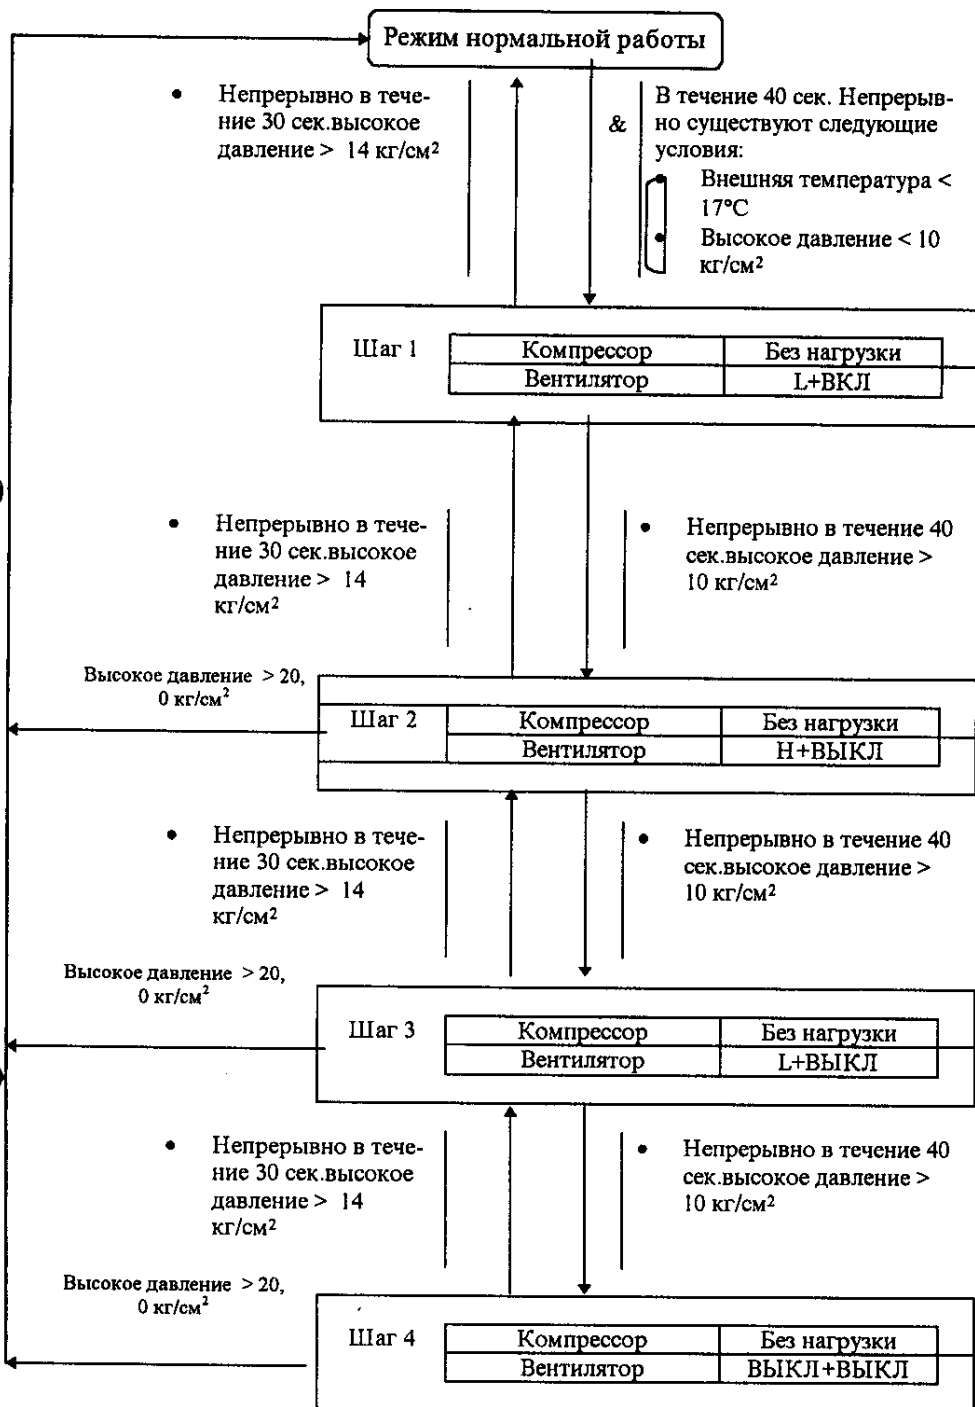 Режим нормальной работы
• Непрерывно в тече-
ние 30 сек.высокое
давление > 14 кг/см²
&
В течение 40 сек. Непрерыв-
но существуют следующие
условия:
• Внешняя температура <
17°С
• Высокое давление < 10
кг/см²
Шаг 1
Компрессор Без нагрузки
Вентилятор L+ВКЛ
• Непрерывно в тече-
ние 30 сек.высокое
давление > 14
кг/см²
• Непрерывно в течение 40
сек.высокое давление >
10 кг/см²
Высокое давление > 20,
0 кг/см²
Шаг 2
Компрессор Без нагрузки
Вентилятор Н+ВЫКЛ
• Непрерывно в тече-
ние 30 сек.высокое
давление > 14
кг/см²
• Непрерывно в течение 40
сек.высокое давление >
10 кг/см²
Высокое давление > 20,
0 кг/см²
Шаг 3
Компрессор Без нагрузки
Вентилятор L+ВЫКЛ
• Непрерывно в тече-
ние 30 сек.высокое
давление > 14
кг/см²
• Непрерывно в течение 40
сек.высокое давление >
10 кг/см²
Высокое давление > 20,
0 кг/см²
Шаг 4
Компрессор Без нагрузки
Вентилятор ВЫКЛ+ВЫКЛ